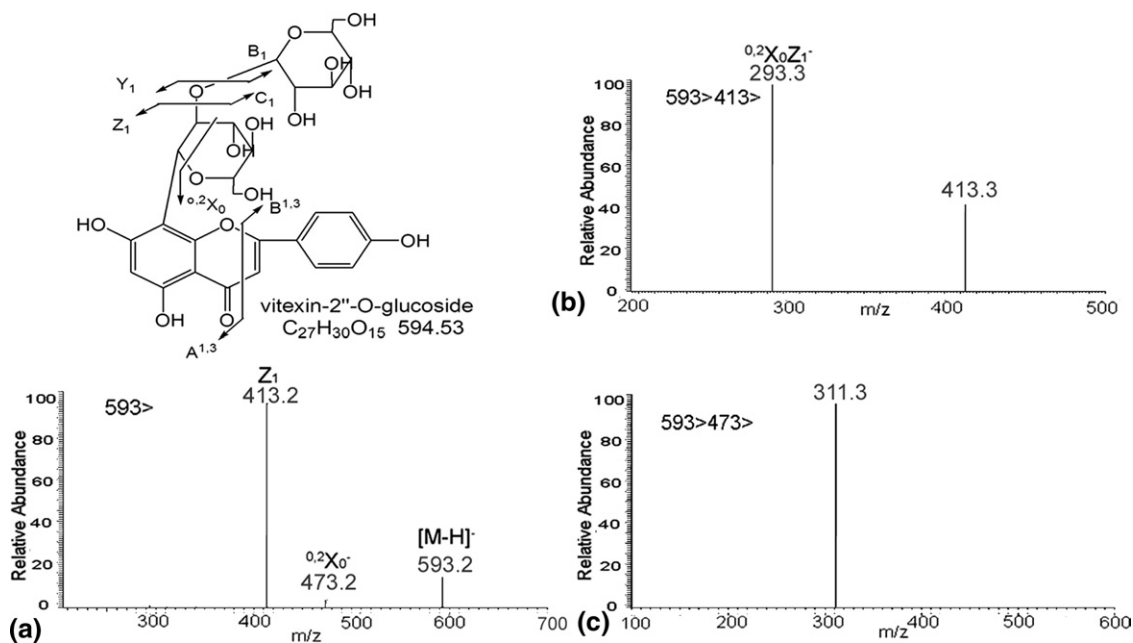 OH
B₁
O
Y₁
O
OH
OH
OH
C₁
Z₁
OH
OH
OH
O
OH
º,²X₀
B¹,³
HO
O
OH
OH
O
vitexin-2''-O-glucoside
C₂₇H₃₀O₁₅ 594.53
A¹,³
(a)
Relative Abundance
100
80
60
40
20
0
593>
Z₁
413.2
⁰,²X₀⁻
473.2
[M-H]⁻
593.2
300
400
500
600
700
m/z
(b)
Relative Abundance
100
80
60
40
20
0
593>413>
⁰,²X₀Z₁⁻
293.3
413.3
200
300
400
500
m/z
(c)
Relative Abundance
100
80
60
40
20
0
593>473>
311.3
100
200
300
400
500
600
m/z